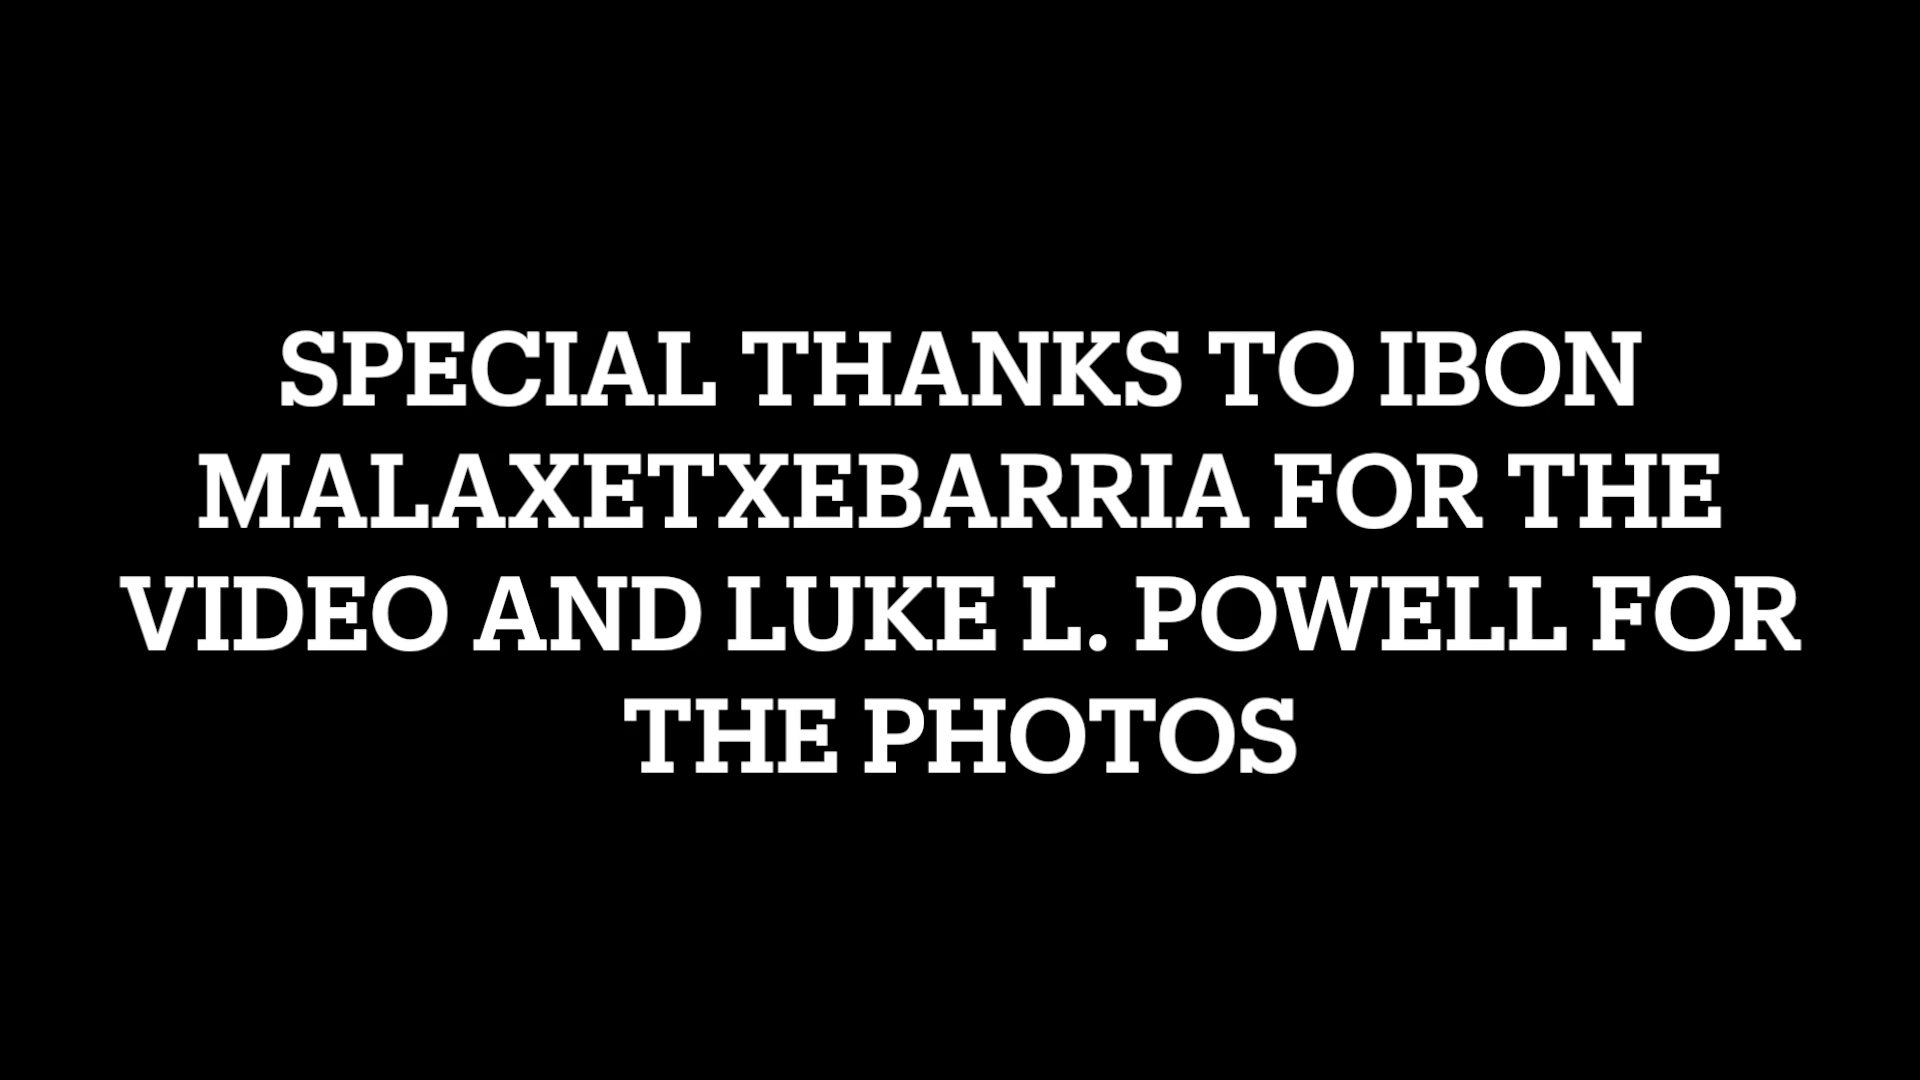 SPECIAL THANKS TO IBON
MALAXETXEBARRIA FOR THE
VIDEO AND LUKE L. POWELL FOR
THE PHOTOS